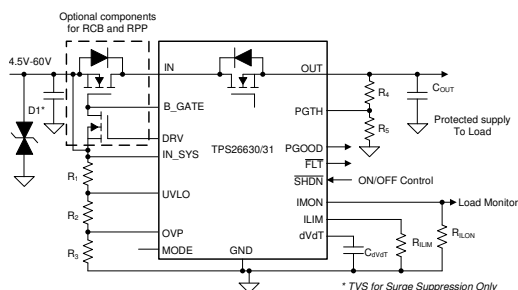 Optional components
for RCB and RPP
4.5V-60V
IN
OUT
D1*
B_GATE
DRV
IN_SYS
TPS26630/31
R4
COUT
PGTH
R5
Protected supply
To Load
PGOOD
FLT
SHDN
ON/OFF Control
R1
UVLO
IMON
Load Monitor
R2
ILIM
dVdT
OVP
R3
MODE
GND
CdVdT
RILIM
RILON
* TVS for Surge Suppression Only